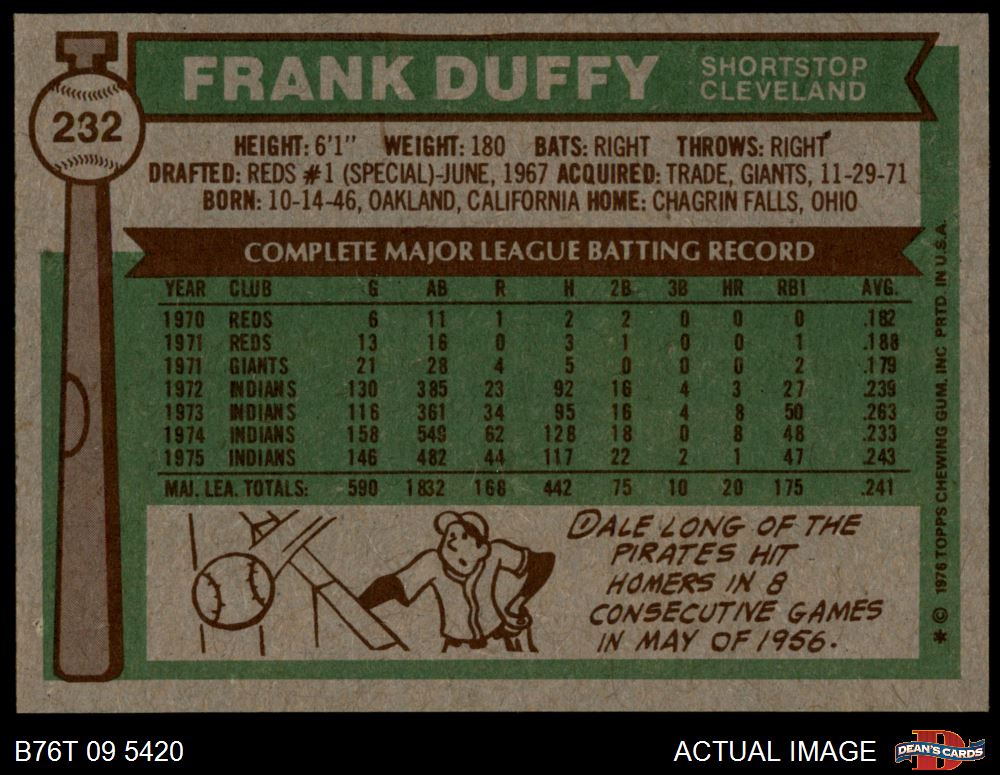 232
FRANK DUFFY
SHORTSTOP
CLEVELAND
HEIGHT: 6'1" WEIGHT: 180 BATS: RIGHT THROWS: RIGHT
DRAFTED: REDS #1 (SPECIAL)-JUNE, 1967 ACQUIRED: TRADE, GIANTS, 11-29-71
BORN: 10-14-46, OAKLAND, CALIFORNIA HOME: CHAGRIN FALLS, OHIO
COMPLETE MAJOR LEAGUE BATTING RECORD
YEAR CLUB G AB R H 2B 3B HR RBI AVG.
1970 REDS 6 11 1 2 2 0 0 0 .182
1971 REDS 13 16 0 3 1 0 0 1 .188
1971 GIANTS 21 28 4 5 0 0 0 2 .179
1972 INDIANS 130 385 23 92 16 4 3 27 .239
1973 INDIANS 116 361 34 95 16 4 8 50 .263
1974 INDIANS 158 549 62 128 18 0 8 48 .233
1975 INDIANS 146 482 44 117 22 2 1 47 .243
MAJ. LEA. TOTALS: 590 1832 168 442 75 10 20 175 .241
DALE LONG OF THE
PIRATES HIT
HOMERS IN 8
CONSECUTIVE GAMES
IN MAY OF 1956.
* © 1976 TOPPS CHEWING GUM, INC. PRTD. IN U.S.A.
B76T 09 5420
ACTUAL IMAGE
D
DEAN'S CARDS